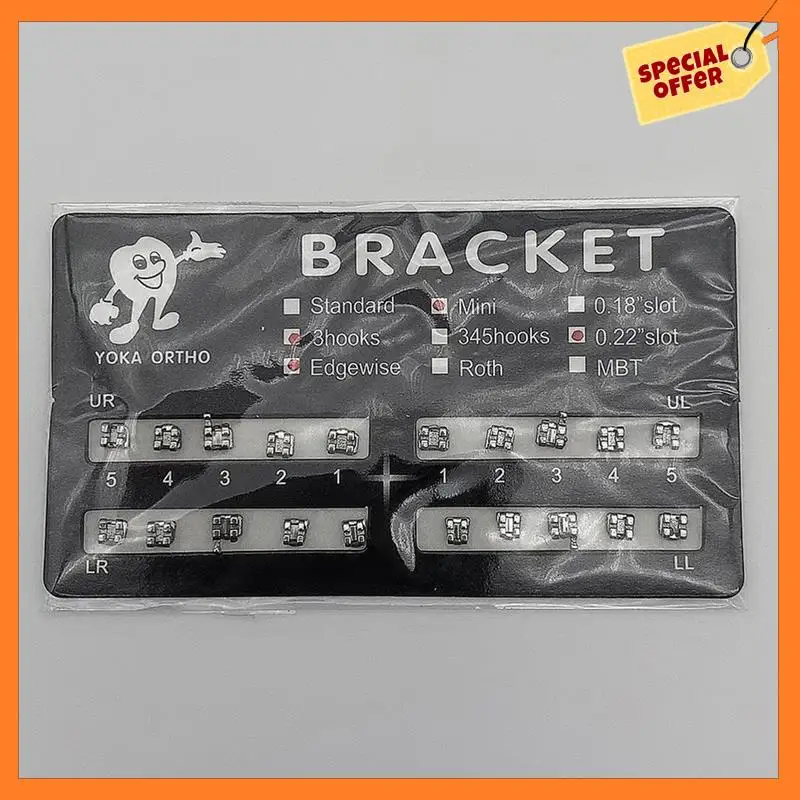 SPECIAL
OFFER
BRACKET
Standard Mini 0.18"slot
3hooks 345hooks 0.22"slot
Edgewise Roth MBT
YOKA ORTHO
UR UL
5 4 3 2 1 1 2 3 4 5
LR LL